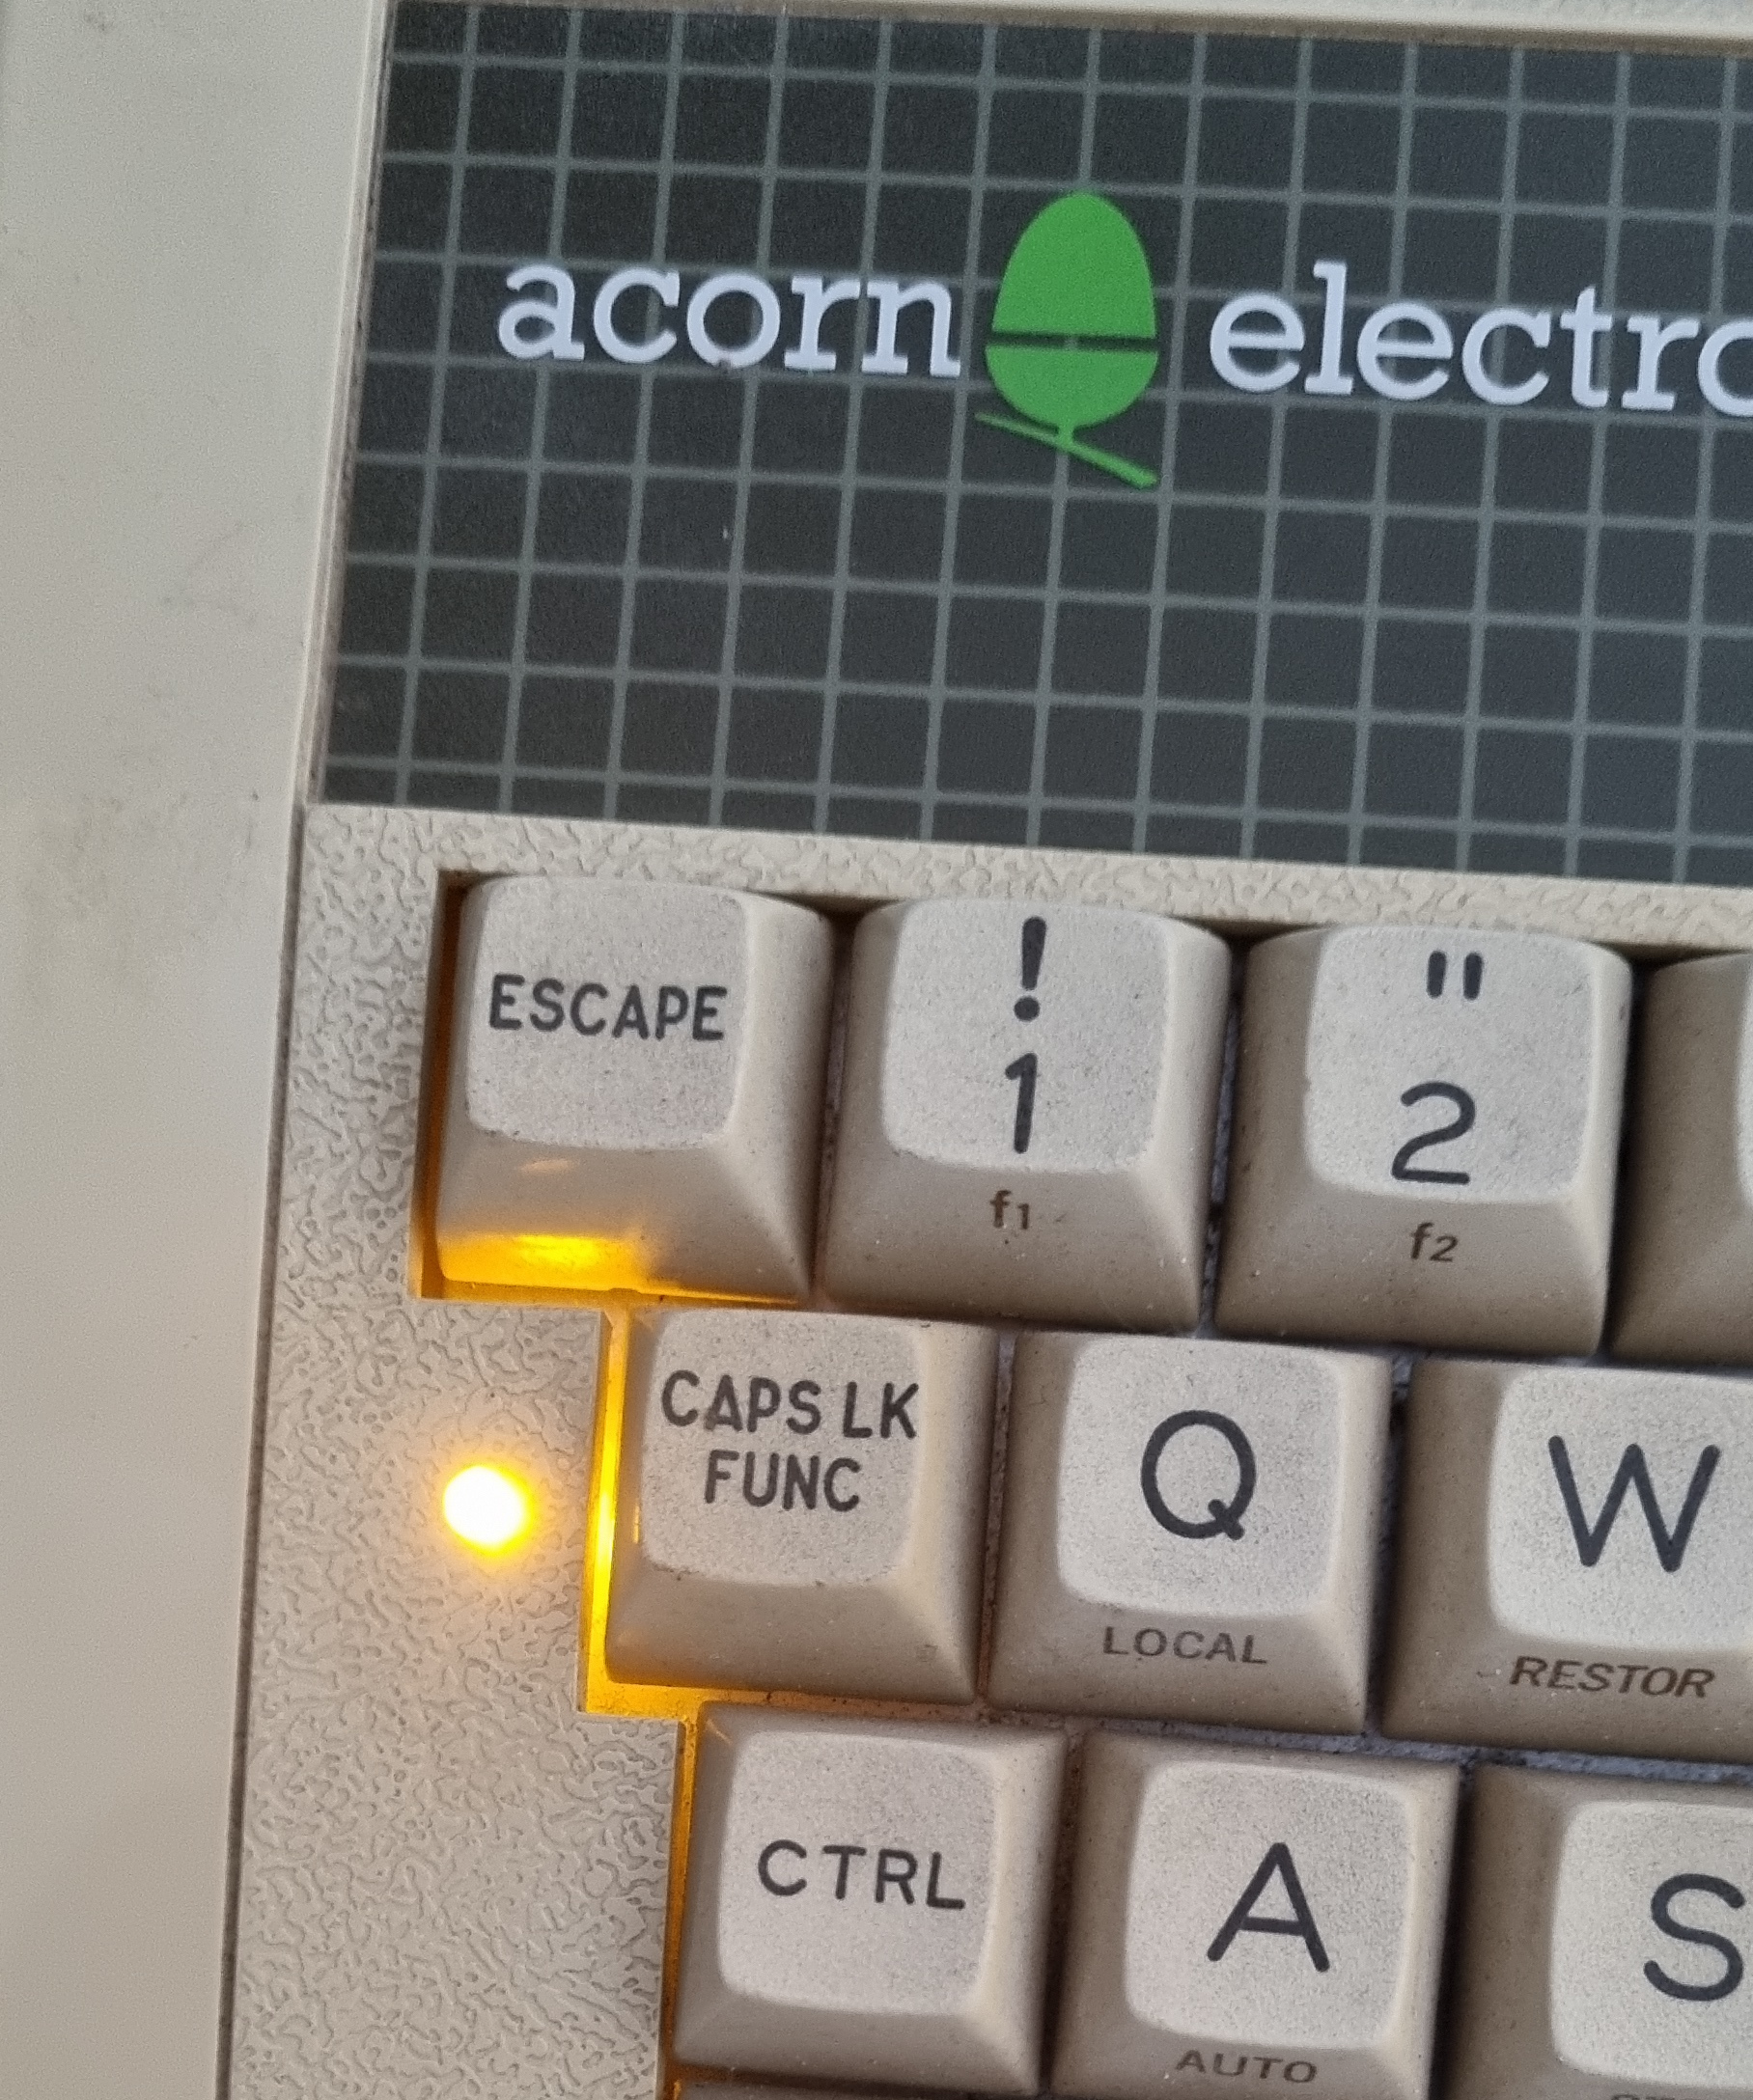 acorn electro
ESCAPE
!
1
f1
"
2
f2
CAPS LK
FUNC
Q
LOCAL
W
RESTOR
CTRL
A
AUTO
S